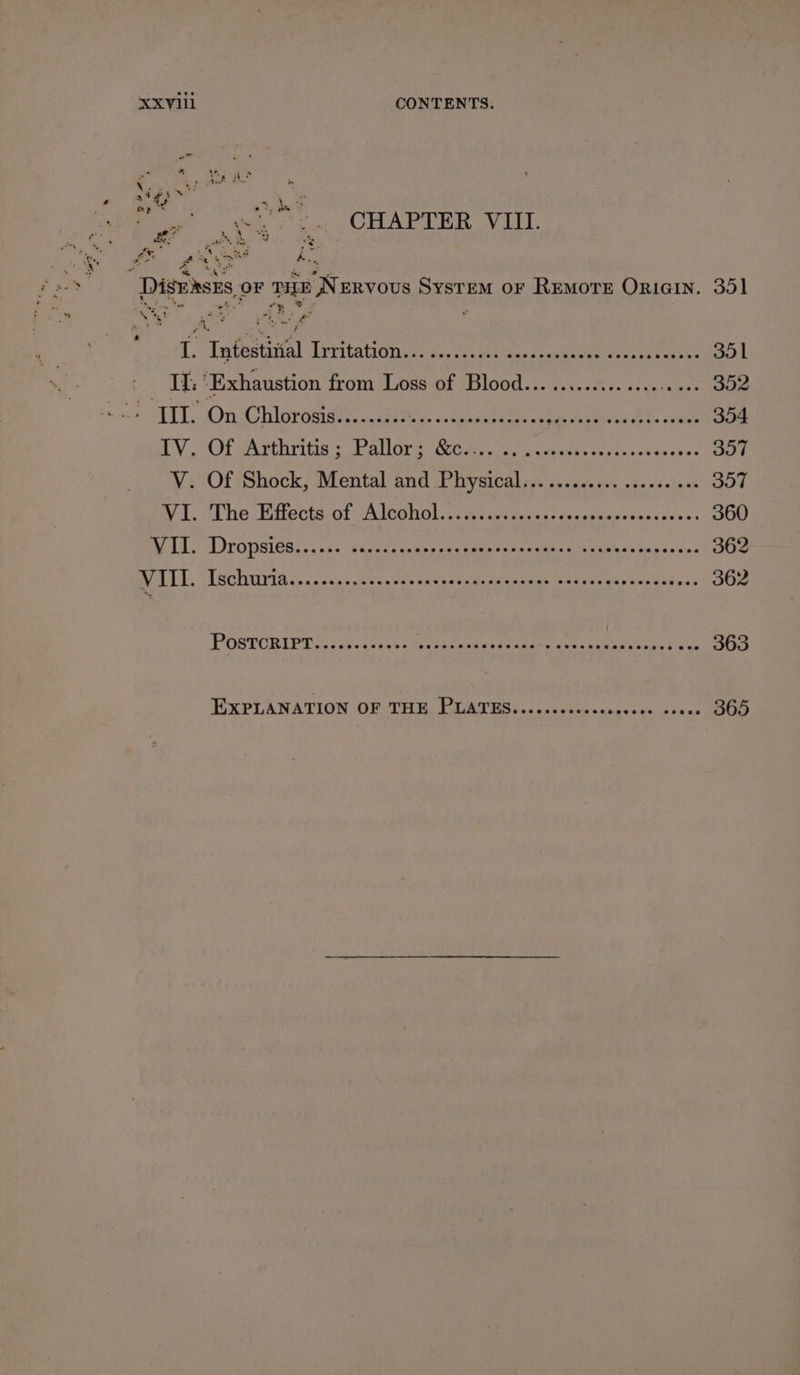 xxviii CONTENTS.
CHAPTER VIII.
DISEASES OF THE NERVOUS SYSTEM OF REMOTE ORIGIN. 351
I. Intestinal Irritation... 351
II. Exhaustion from Loss of Blood... 352
III. On Chlorosis... 354
IV. Of Arthritis; Pallor; &c.... 357
V. Of Shock, Mental and Physical... 357
VI. The Effects of Alcohol... 360
VII. Dropsies... 362
VIII. Ischuria... 362
POSTCRIPT... 363
EXPLANATION OF THE PLATES... 365